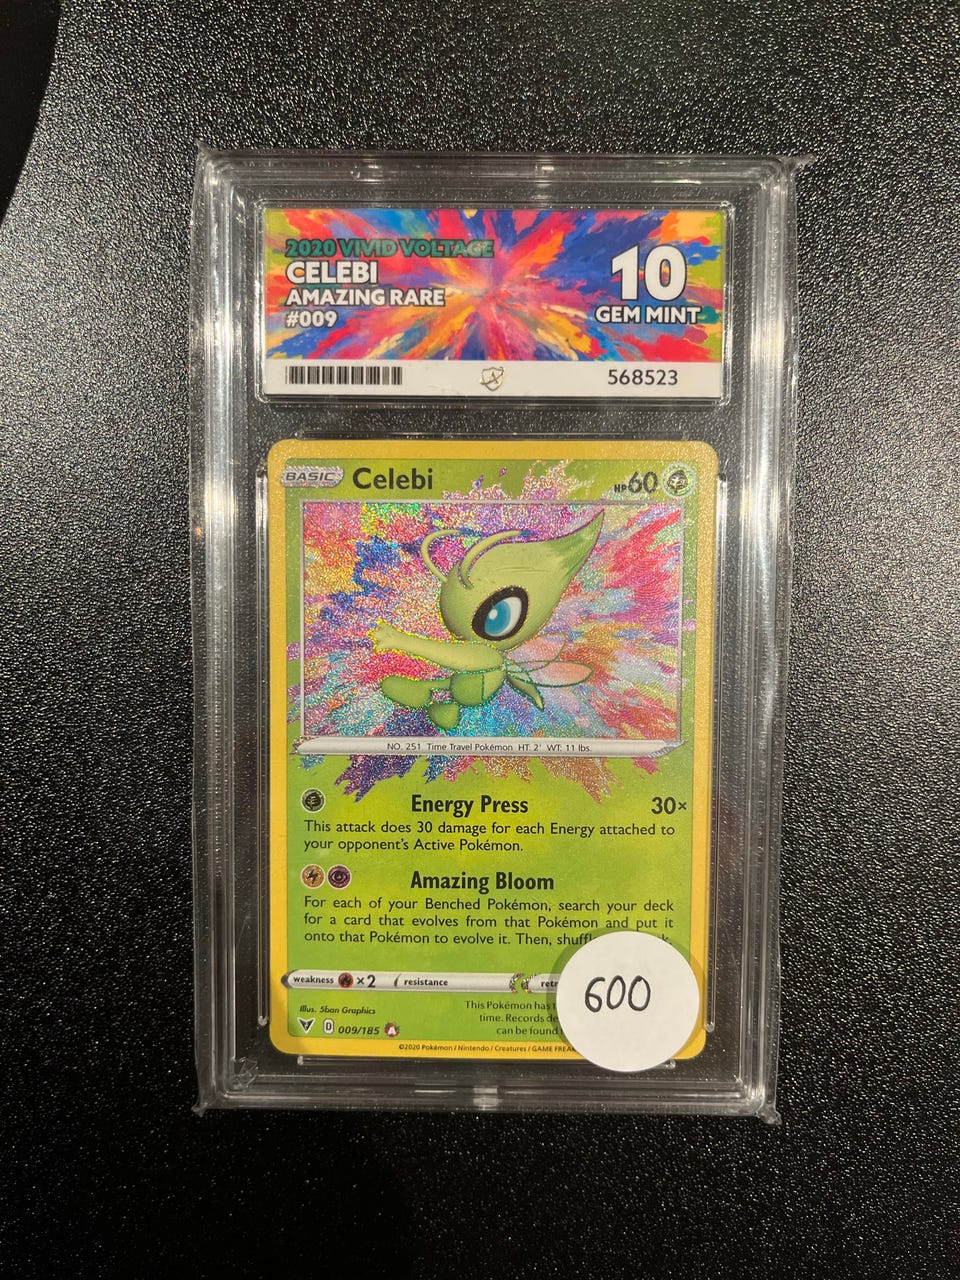 2020 VIVID VOLTAGE
CELEBI
AMAZING RARE
#009
10
GEM MINT
568523
BASIC Celebi HP60
NO. 251 Time Travel Pokémon HT: 2' WT: 11 lbs.
Energy Press 30×
This attack does 30 damage for each Energy attached to
your opponent's Active Pokémon.
Amazing Bloom
For each of your Benched Pokémon, search your deck
for a card that evolves from that Pokémon and put it
onto that Pokémon to evolve it. Then,
weakness ×2 resistance
600
Illus. 5ban Graphics
This Pokémon has
time. Records
can be found
D 009/185
©2020 Pokémon / Nintendo / Creatures / GAME FREAK